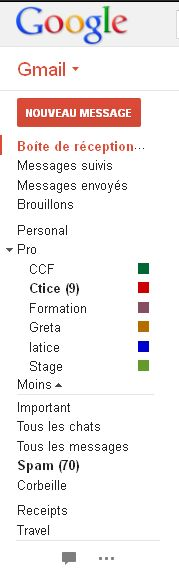 Google
Gmail
NOUVEAU MESSAGE
Boîte de réception...
Messages suivis
Messages envoyés
Brouillons
Personal
Pro
CCF
Ctice (9)
Formation
Greta
latice
Stage
Moins
Important
Tous les chats
Tous les messages
Spam (70)
Corbeille
Receipts
Travel